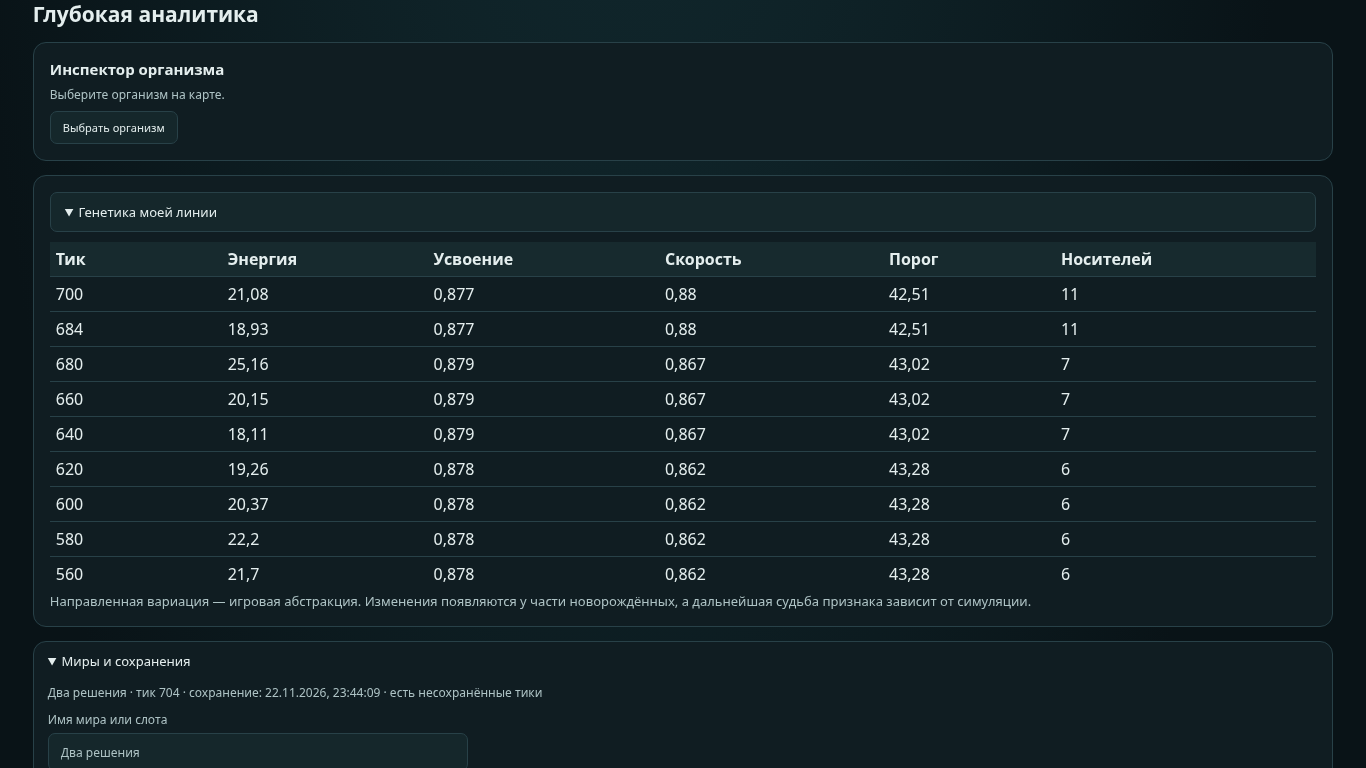 Глубокая аналитика
Инспектор организма
Выберите организм на карте.
Выбрать организм
▼ Генетика моей линии
Тик Энергия Усвоение Скорость Порог Носителей
700 21,08 0,877 0,88 42,51 11
684 18,93 0,877 0,88 42,51 11
680 25,16 0,879 0,867 43,02 7
660 20,15 0,879 0,867 43,02 7
640 18,11 0,879 0,867 43,02 7
620 19,26 0,878 0,862 43,28 6
600 20,37 0,878 0,862 43,28 6
580 22,2 0,878 0,862 43,28 6
560 21,7 0,878 0,862 43,28 6
Направленная вариация — игровая абстракция. Изменения появляются у части новорождённых, а дальнейшая судьба признака зависит от симуляции.
▼ Миры и сохранения
Два решения · тик 704 · сохранение: 22.11.2026, 23:44:09 · есть несохранённые тики
Имя мира или слота
Два решения